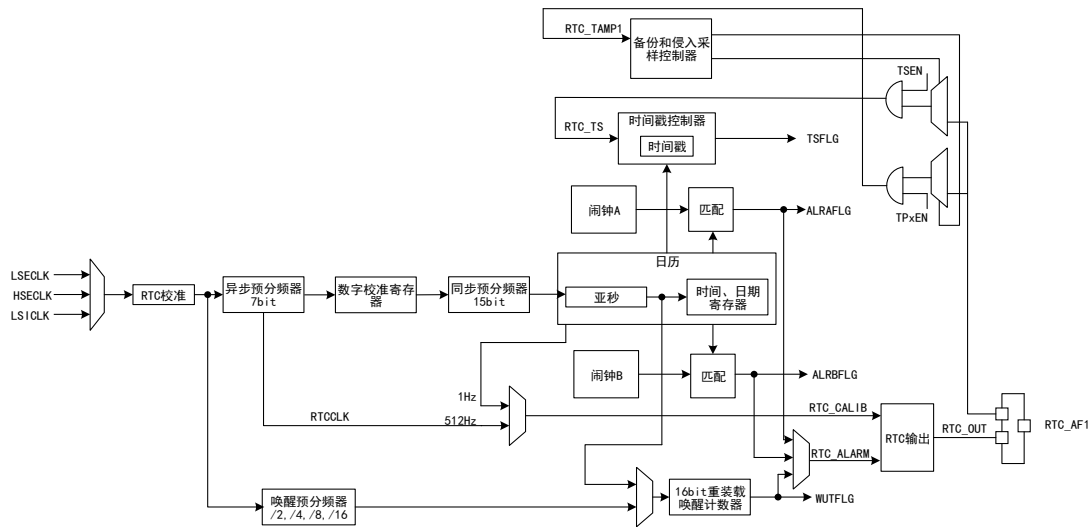 RTC_TAMP1
备份和侵入采
样控制器
TSEN
RTC_TS
时间戳控制器
时间戳
TSFLG
闹钟A
匹配
ALRAFLG
TPxEN
日历
LSECLK
HSECLK
LSICLK
RTC校准
异步预分频器
7bit
数字校准寄存
器
同步预分频器
15bit
亚秒
时间、日期
寄存器
闹钟B
匹配
ALRBFLG
1Hz
RTCCLK
512Hz
RTC_CALIB
RTC_ALARM
RTC输出
RTC_OUT
RTC_AF1
唤醒预分频器
/2,/4,/8,/16
16bit重装载
唤醒计数器
WUTFLG